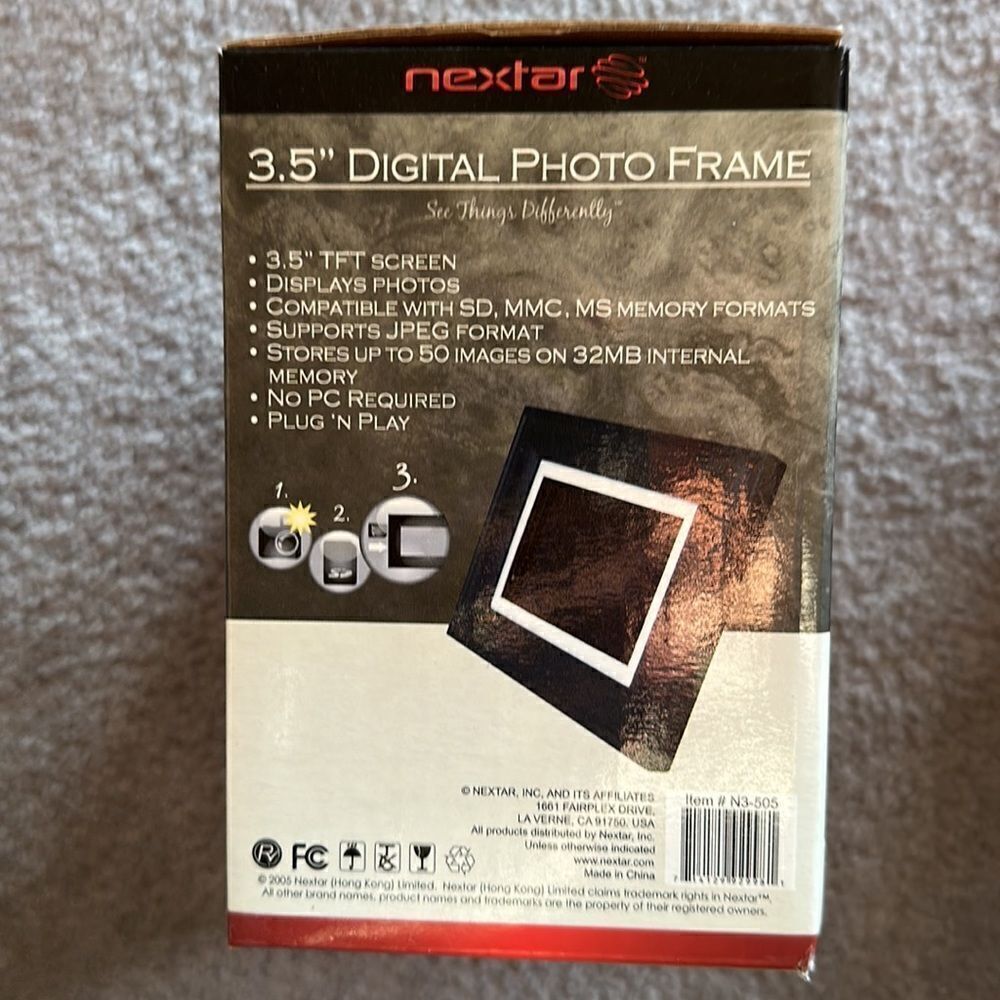 nextar
3.5" DIGITAL PHOTO FRAME
See Things Differently™
• 3.5" TFT SCREEN
• DISPLAYS PHOTOS
• COMPATIBLE WITH SD, MMC, MS MEMORY FORMATS
• SUPPORTS JPEG FORMAT
• STORES UP TO 50 IMAGES ON 32MB INTERNAL
MEMORY
• NO PC REQUIRED
• PLUG 'N PLAY
1.
2.
3.
SD
© NEXTAR, INC. AND ITS AFFILIATES
1661 FAIRPLEX DRIVE,
LA VERNE, CA 91750. USA
All products distributed by Nextar, Inc.
Unless otherwise indicated
www.nextar.com
Made in China
Item # N3-505
R FC
© 2005 Nextar (Hong Kong) Limited. Nextar (Hong Kong) Limited claims trademark rights in Nextar™.
All other brand names, product names and trademarks are the property of their registered owners.